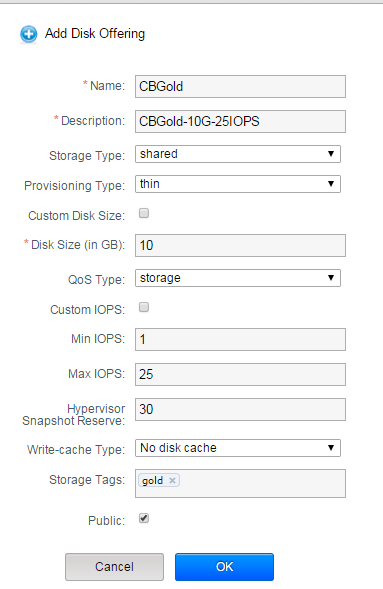 Add Disk Offering
*Name: CBGold
*Description: CBGold-10G-25IOPS
Storage Type: shared
Provisioning Type: thin
Custom Disk Size:
*Disk Size (in GB): 10
QoS Type: storage
Custom IOPS:
Min IOPS: 1
Max IOPS: 25
Hypervisor
Snapshot Reserve: 30
Write-cache Type: No disk cache
Storage Tags: gold ×
Public:
Cancel OK